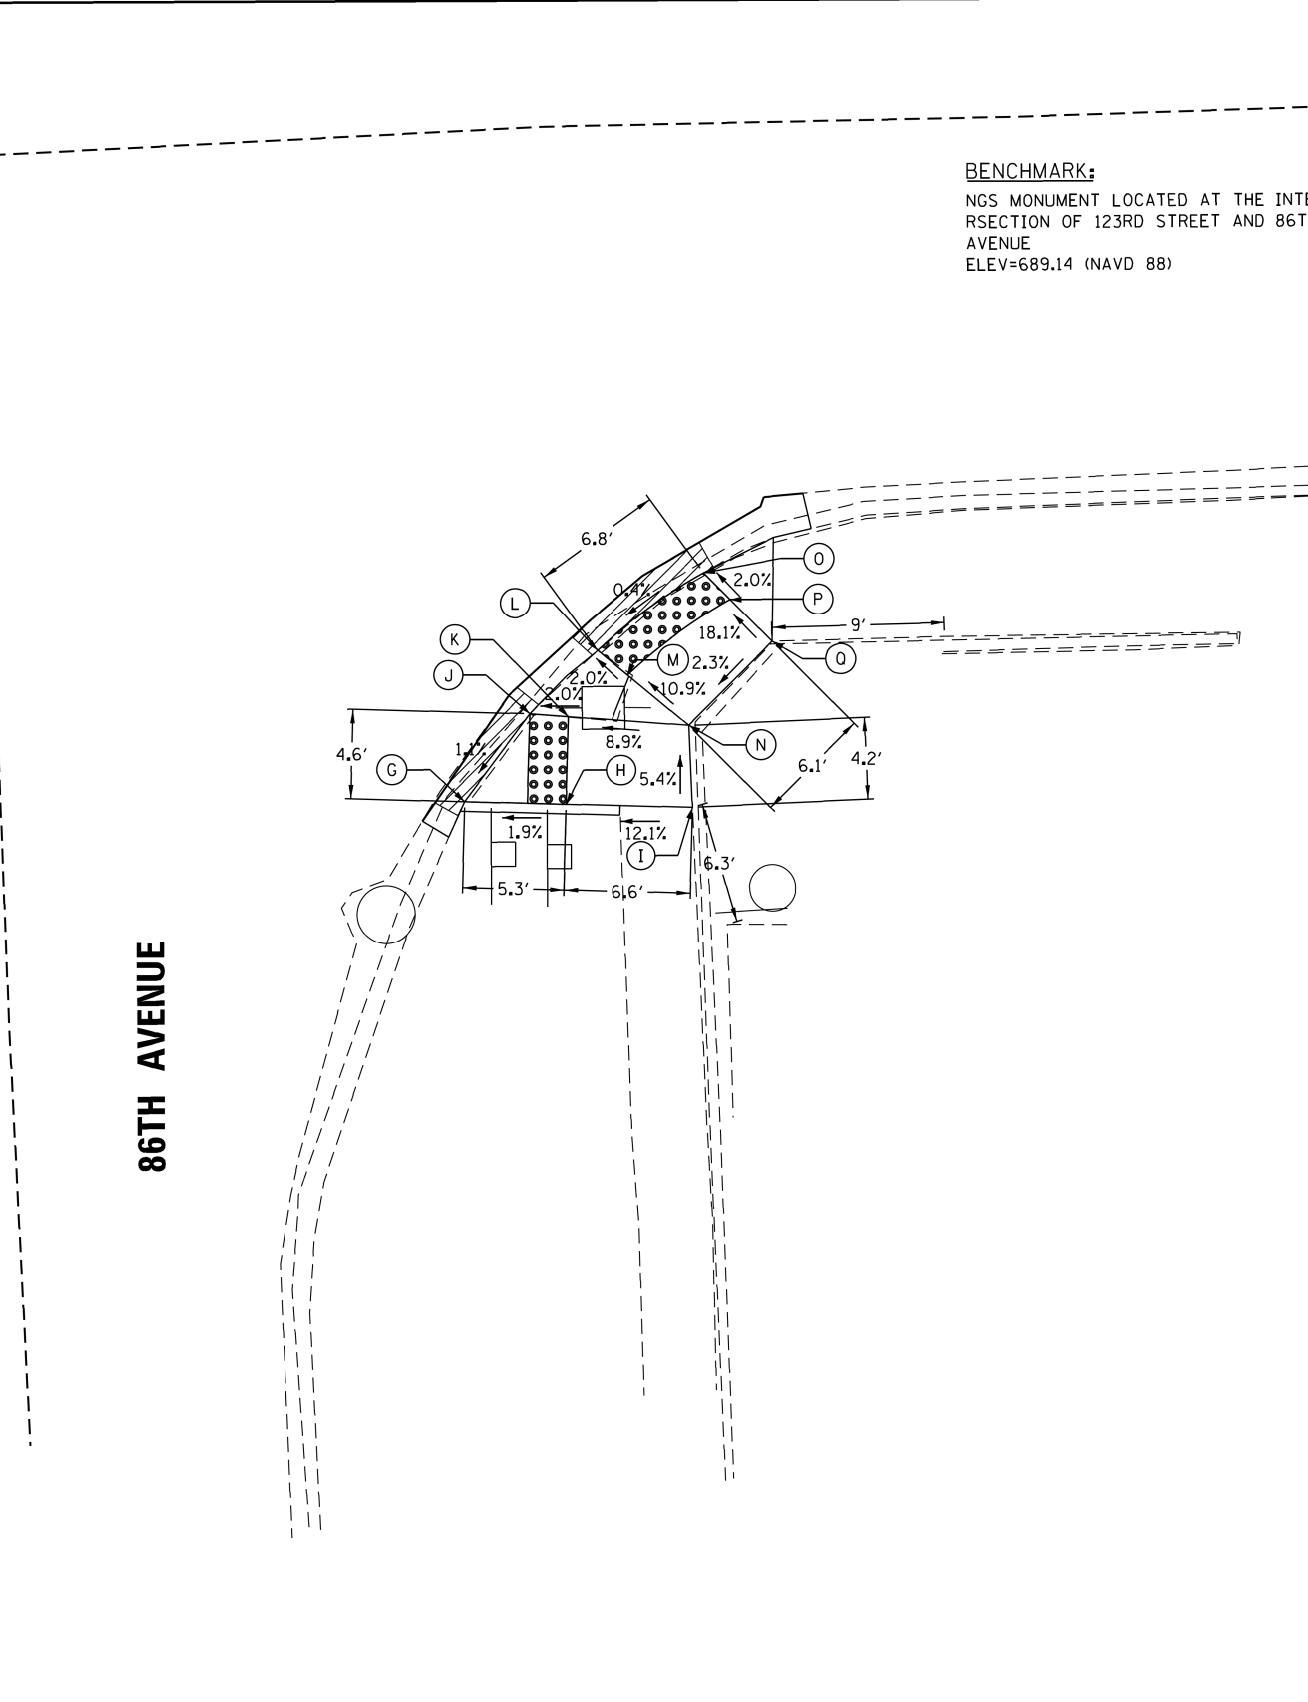 BENCHMARK:
NGS MONUMENT LOCATED AT THE INTE
RSECTION OF 123RD STREET AND 86T
AVENUE
ELEV=689.14 (NAVD 88)
6.8'
O
0.4%
2.0%
P
L
18.1%
9'
K
M
2.3%
Q
J
2.0%
10.9%
2.0%
8.9%
N
4.6'
1.1%
G
H
5.4%
6.1'
4.2'
1.9%
12.1%
I
6.3'
5.3'
6.6'
86TH AVENUE